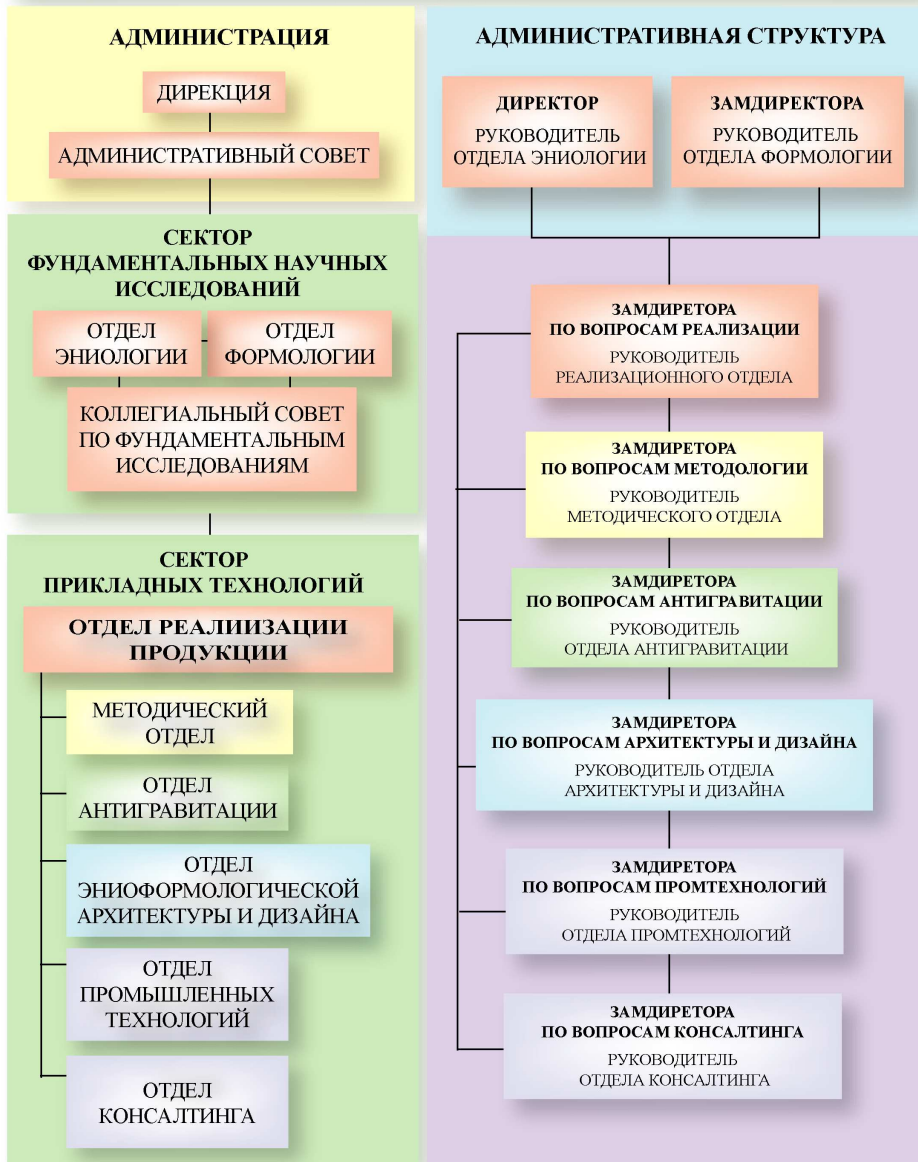 АДМИНИСТРАЦИЯ
ДИРЕКЦИЯ
АДМИНИСТРАТИВНЫЙ СОВЕТ
СЕКТОР
ФУНДАМЕНТАЛЬНЫХ НАУЧНЫХ
ИССЛЕДОВАНИЙ
ОТДЕЛ
ЭНИОЛОГИИ
ОТДЕЛ
ФОРМОЛОГИИ
КОЛЛЕГИАЛЬНЫЙ СОВЕТ
ПО ФУНДАМЕНТАЛЬНЫМ
ИССЛЕДОВАНИЯМ
СЕКТОР
ПРИКЛАДНЫХ ТЕХНОЛОГИЙ
ОТДЕЛ РЕАЛИИЗАЦИИ
ПРОДУКЦИИ
МЕТОДИЧЕСКИЙ
ОТДЕЛ
ОТДЕЛ
АНТИГРАВИТАЦИИ
ОТДЕЛ
ЭНИОФОРМОЛОГИЧЕСКОЙ
АРХИТЕКТУРЫ И ДИЗАЙНА
ОТДЕЛ
ПРОМЫШЛЕННЫХ
ТЕХНОЛОГИЙ
ОТДЕЛ
КОНСАЛТИНГА
АДМИНИСТРАТИВНАЯ СТРУКТУРА
ДИРЕКТОР
РУКОВОДИТЕЛЬ
ОТДЕЛА ЭНИОЛОГИИ
ЗАМДИРЕКТОРА
РУКОВОДИТЕЛЬ
ОТДЕЛА ФОРМОЛОГИИ
ЗАМДИРЕТОРА
ПО ВОПРОСАМ РЕАЛИЗАЦИИ
РУКОВОДИТЕЛЬ
РЕАЛИЗАЦИОННОГО ОТДЕЛА
ЗАМДИРЕТОРА
ПО ВОПРОСАМ МЕТОДОЛОГИИ
РУКОВОДИТЕЛЬ
МЕТОДИЧЕСКОГО ОТДЕЛА
ЗАМДИРЕТОРА
ПО ВОПРОСАМ АНТИГРАВИТАЦИИ
РУКОВОДИТЕЛЬ
ОТДЕЛА АНТИГРАВИТАЦИИ
ЗАМДИРЕТОРА
ПО ВОПРОСАМ АРХИТЕКТУРЫ И ДИЗАЙНА
РУКОВОДИТЕЛЬ ОТДЕЛА
АРХИТЕКТУРЫ И ДИЗАЙНА
ЗАМДИРЕТОРА
ПО ВОПРОСАМ ПРОМТЕХНОЛОГИЙ
РУКОВОДИТЕЛЬ
ОТДЕЛА ПРОМТЕХНОЛОГИЙ
ЗАМДИРЕТОРА
ПО ВОПРОСАМ КОНСАЛТИНГА
РУКОВОДИТЕЛЬ
ОТДЕЛА КОНСАЛТИНГА